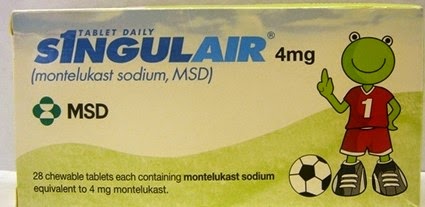 1 TABLET DAILY
SINGULAIR® 4mg
(montelukast sodium, MSD)
MSD
1
28 chewable tablets each containing montelukast sodium
equivalent to 4 mg montelukast.